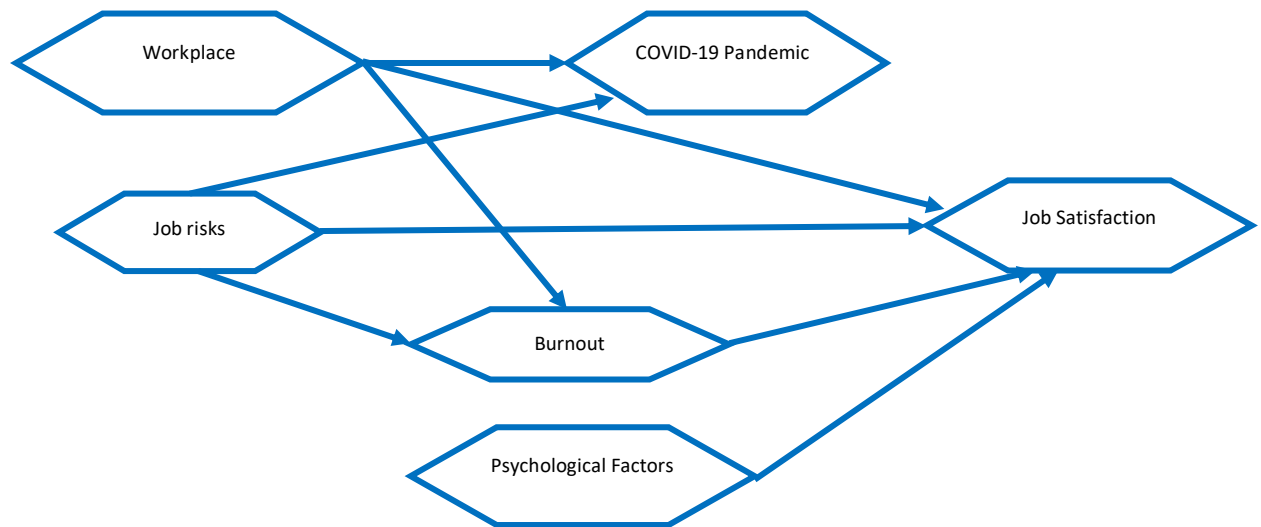 Workplace
COVID-19 Pandemic
Job Satisfaction
Job risks
Burnout
Psychological Factors